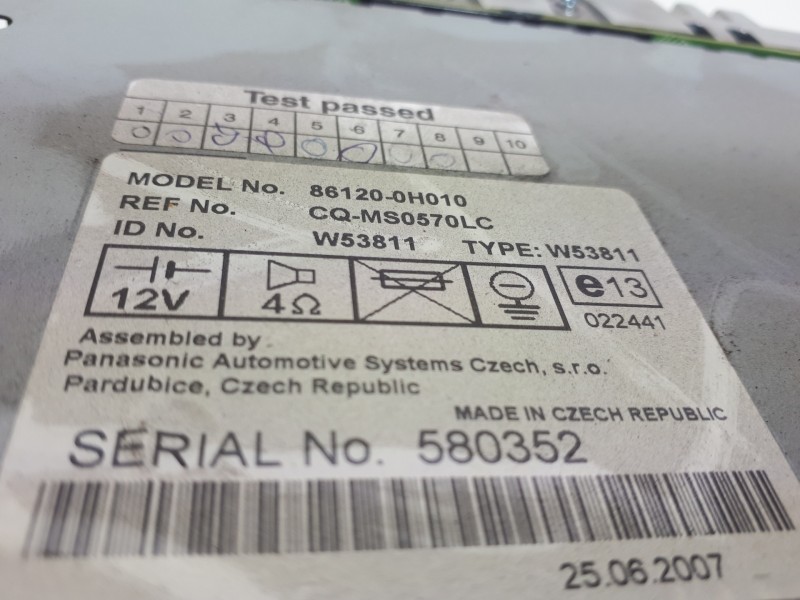 Test passed
1 2 3 4 5 6 7 8 9 10
MODEL No. 86120-0H010
REF No. CQ-MS0570LC
ID No. W53811 TYPE: W53811
12V 4Ω e13
022441
Assembled by
Panasonic Automotive Systems Czech, s.r.o.
Pardubice, Czech Republic
MADE IN CZECH REPUBLIC
SERIAL No. 580352
25.06.2007